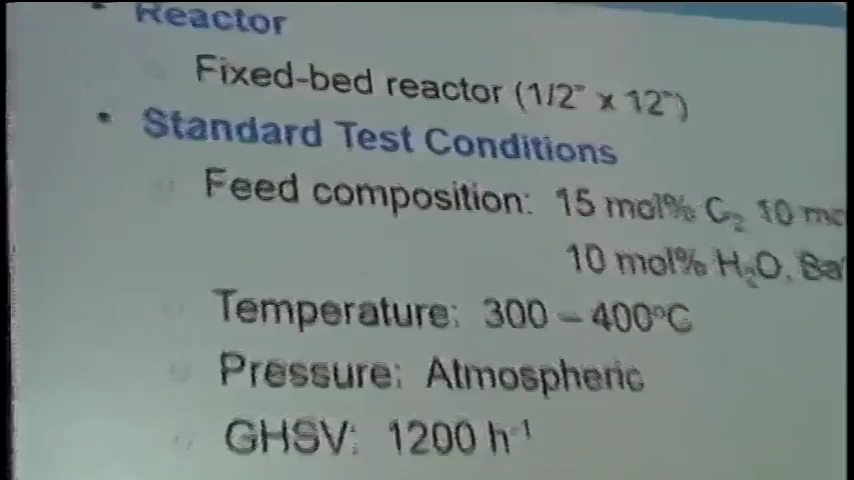 • Reactor
Fixed-bed reactor (1/2" x 12")
• Standard Test Conditions
Feed composition: 15 mol% C₂ 10
10 mol% H₂O,
Temperature: 300 – 400°C
Pressure: Atmospheric
GHSV: 1200 h⁻¹